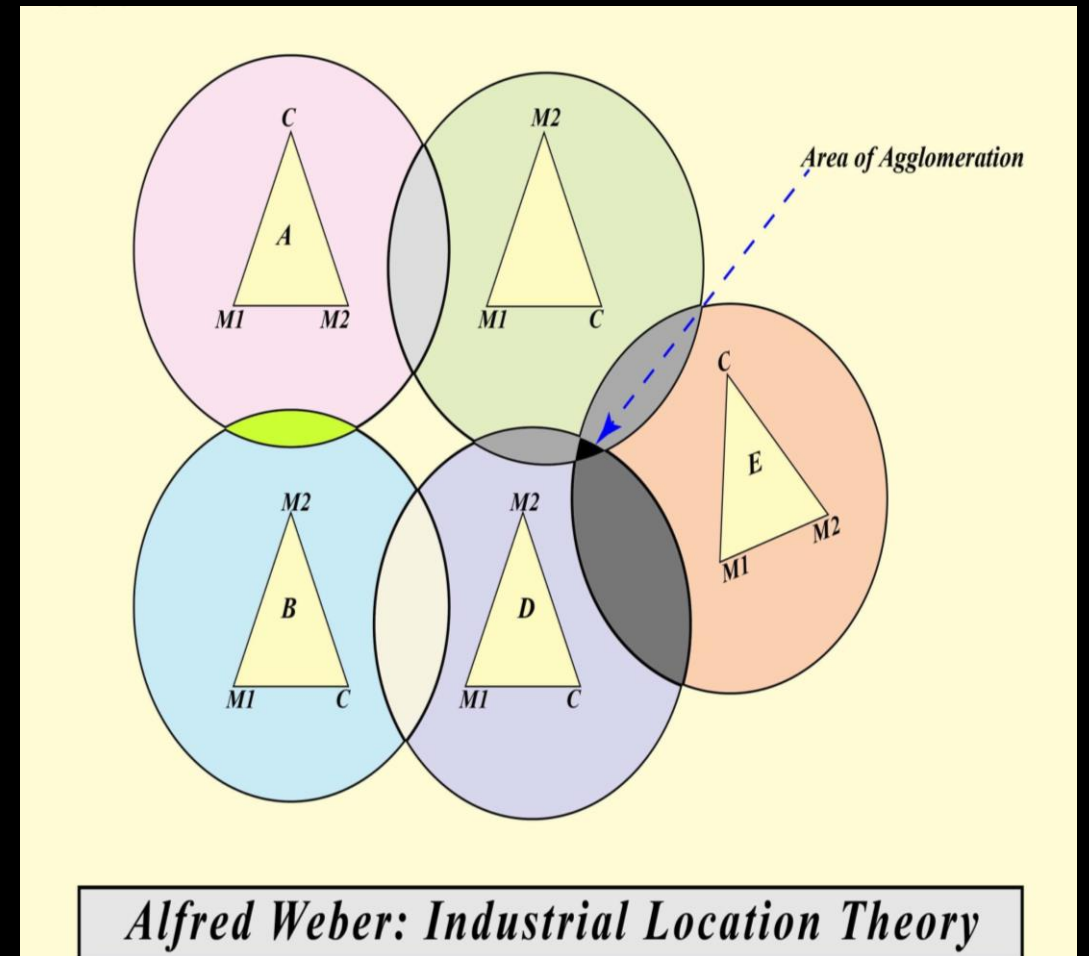 C
M2
Area of Agglomeration
A
M1 M2
M1 C
C
E
M2
M1
M2
M2
B
D
M1 C
M1 C
Alfred Weber: Industrial Location Theory